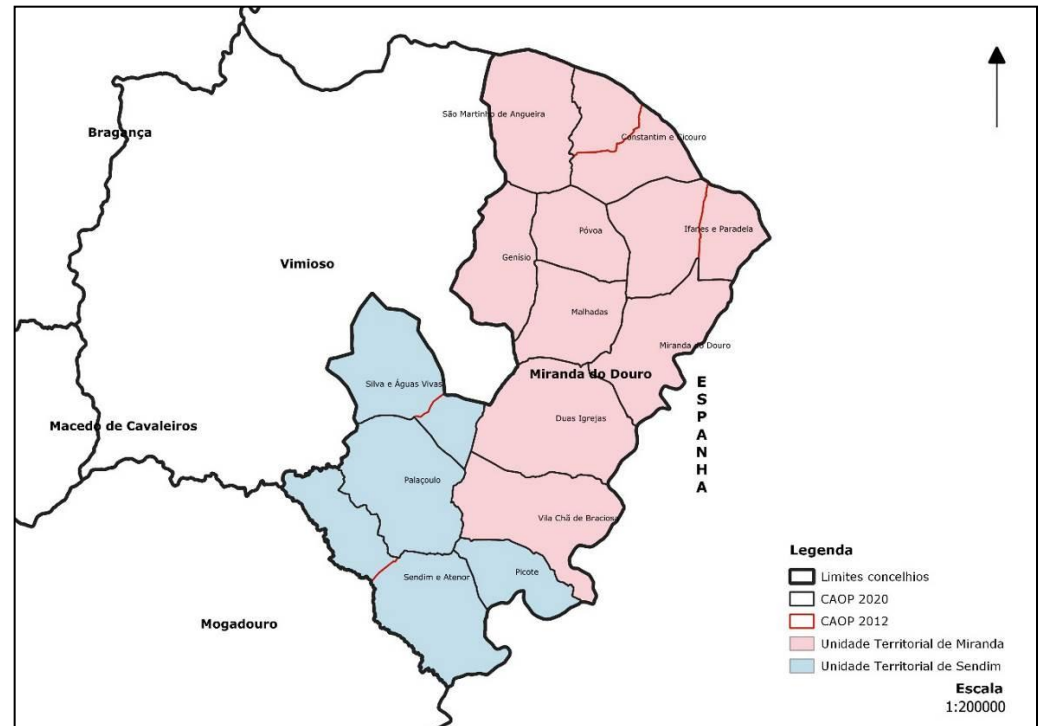 São Martinho de Angueira
Bragança
Constantim e Cicouro
Ifanes e Paradela
Póvoa
Genísio
Vimioso
Malhadas
Miranda do Douro
Miranda do Douro
ESPANHA
Silva e Águas Vivas
Duas Igrejas
Macedo de Cavaleiros
Palaçoulo
Vila Chã de Braciosa
Legenda
Limites concelhios
Sendim e Atenor
Picote
CAOP 2020
Mogadouro
CAOP 2012
Unidade Territorial de Miranda
Unidade Territorial de Sendim
Escala
1:200000